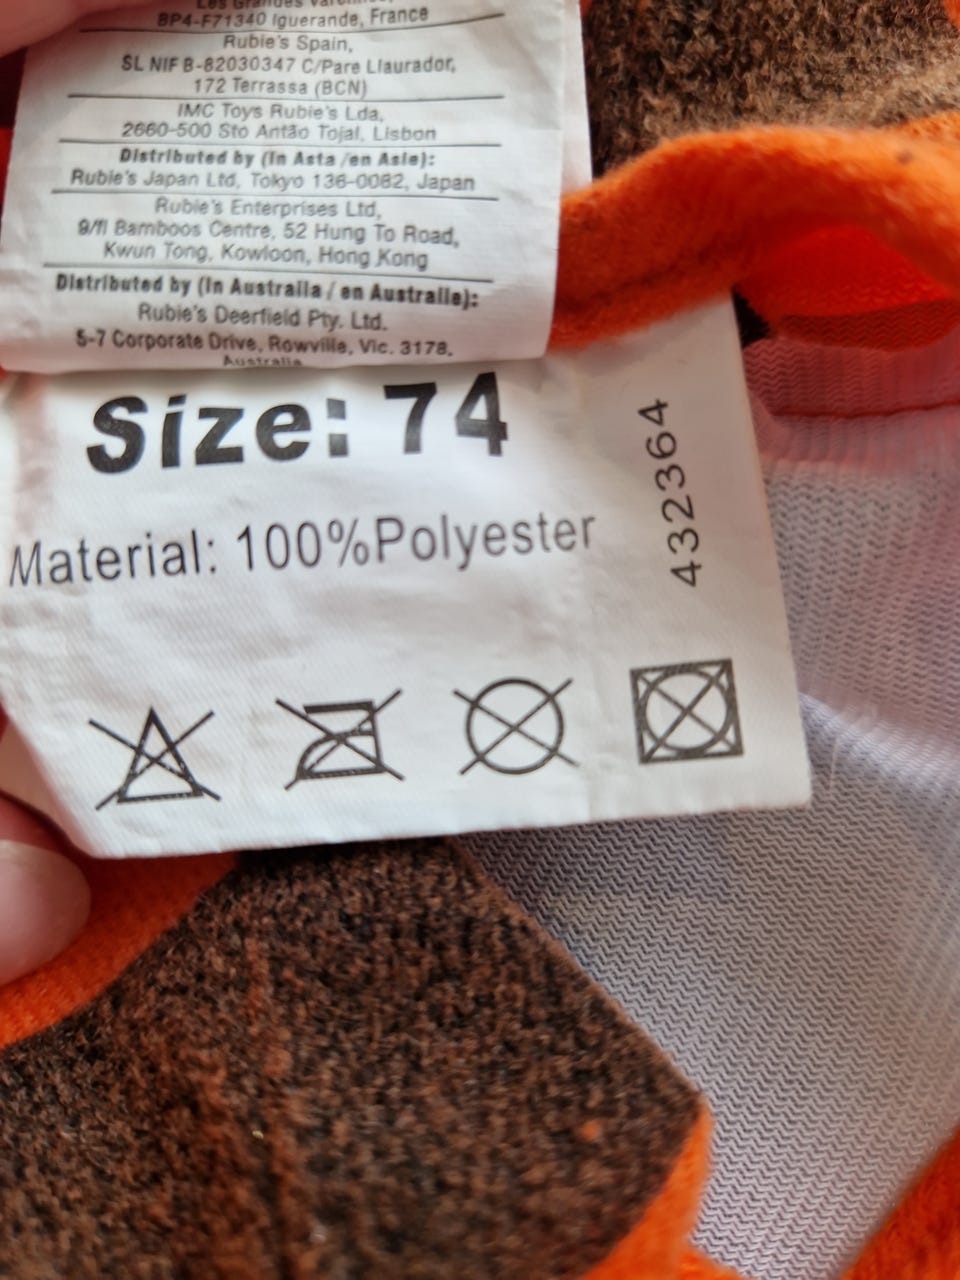 Les Grandes Varennes,
BP4-F71340 Iguerande, France
Rubie's Spain,
SL NIF B-82030347 C/Pare Llaurador,
172 Terrassa (BCN)
IMC Toys Rubie's Lda,
2660-500 Sto Antão Tojal, Lisbon
Distributed by (In Asia /en Asie):
Rubie's Japan Ltd, Tokyo 136-0082, Japan
Rubie's Enterprises Ltd,
9/fl Bamboos Centre, 52 Hung To Road,
Kwun Tong, Kowloon, Hong Kong
Distributed by (In Australia / en Australie):
Rubie's Deerfield Pty. Ltd.
5-7 Corporate Drive, Rowville, Vic. 3178.
Australia
Size: 74
Material: 100%Polyester
432364